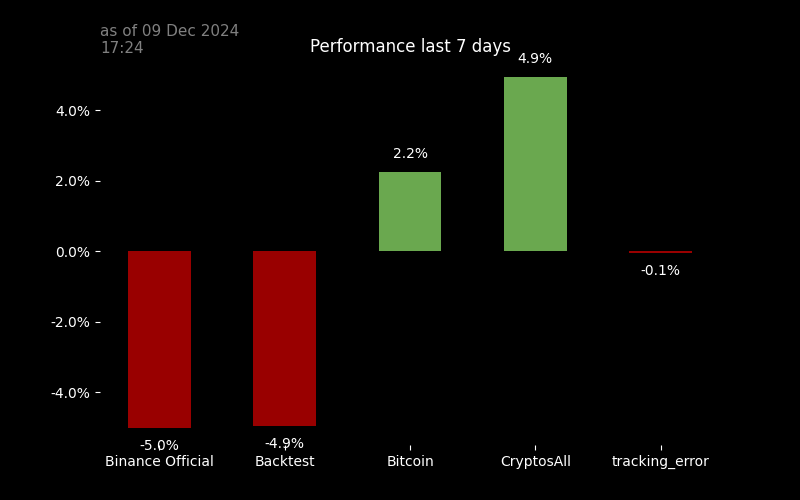 as of 09 Dec 2024
17:24
Performance last 7 days
4.9%
4.0%
2.2%
2.0%
0.0%
-0.1%
-2.0%
-4.0%
-5.0%
-4.9%
Binance Official
Backtest
Bitcoin
CryptosAll
tracking_error